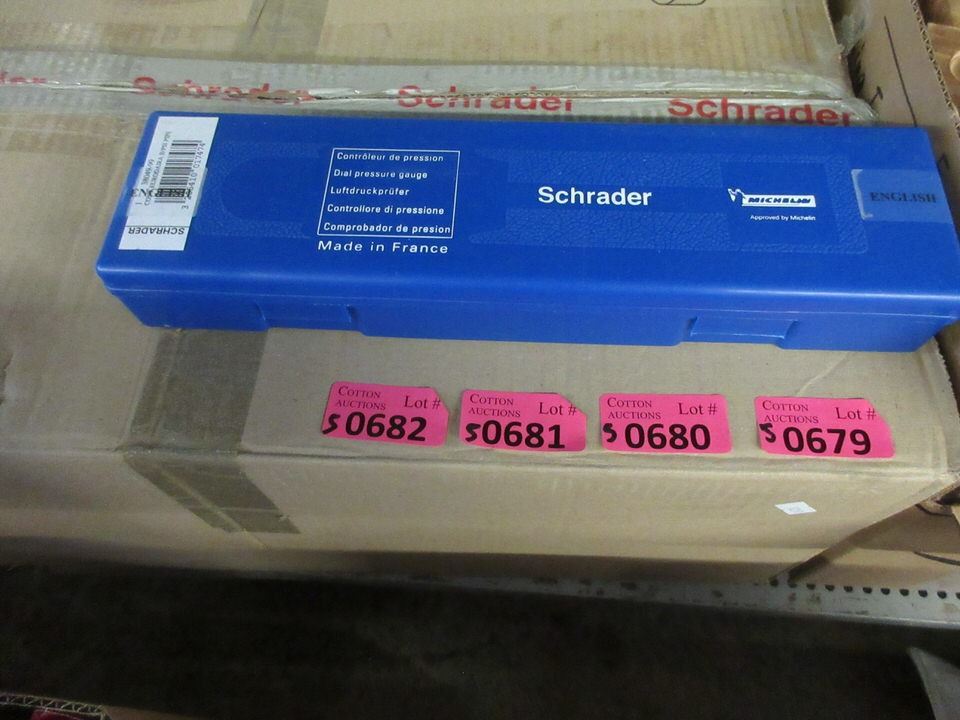 Schrader
Schrader
Schrader
ENGLISH
SCHRADER
Contrôleur de pression
Dial pressure gauge
Luftdruckprüfer
Controllore di pressione
Comprobador de presion
Made in France
Schrader
MICHELIN
Approved by Michelin
ENGLISH
COTTON
AUCTIONS Lot #
S 0682
COTTON
AUCTIONS Lot #
S 0681
COTTON
AUCTIONS Lot #
S 0680
COTTON
AUCTIONS Lot #
S 0679